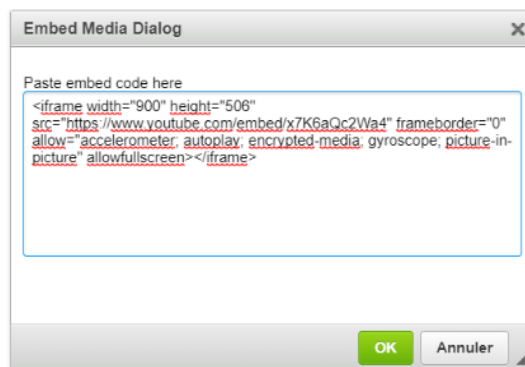 Embed Media Dialog
Paste embed code here
<iframe width="900" height="506"
src="https://www.youtube.com/embed/x7K6aQc2Wa4" frameborder="0"
allow="accelerometer; autoplay; encrypted-media; gyroscope; picture-in-
picture" allowfullscreen></iframe>
OK
Annuler